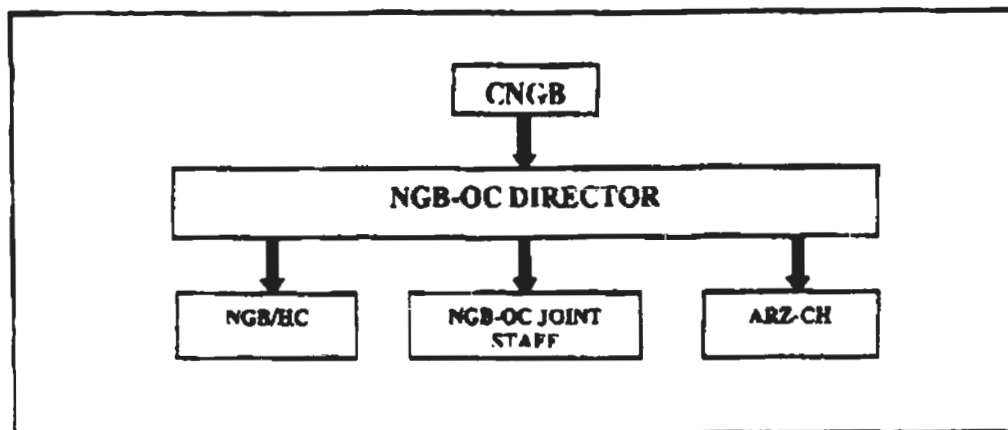 CNGB
NGB-OC DIRECTOR
NGB/HC
NGB-OC JOINT
STAFF
ARZ-CH